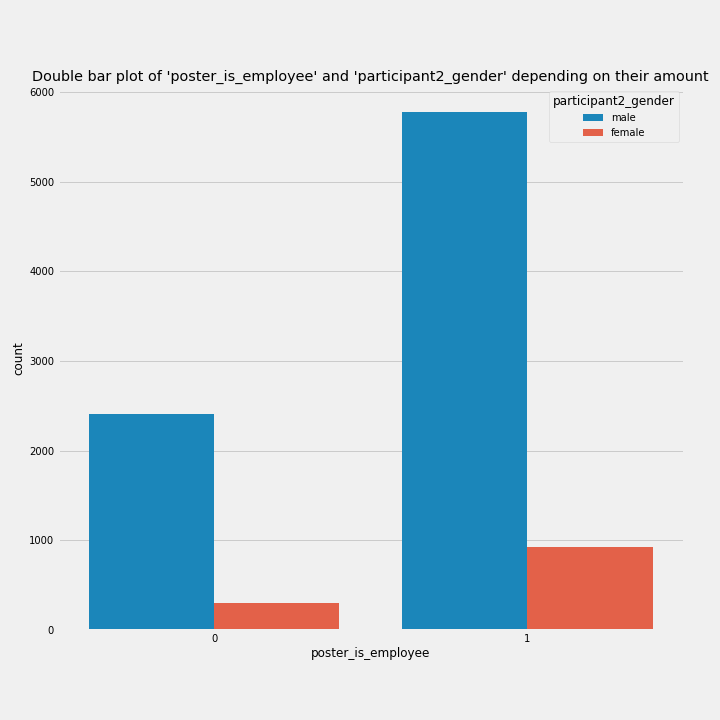 Double bar plot of 'poster_is_employee' and 'participant2_gender' depending on their amount
participant2_gender
male
female
6000
5000
4000
3000
2000
1000
0
count
0 1
poster_is_employee